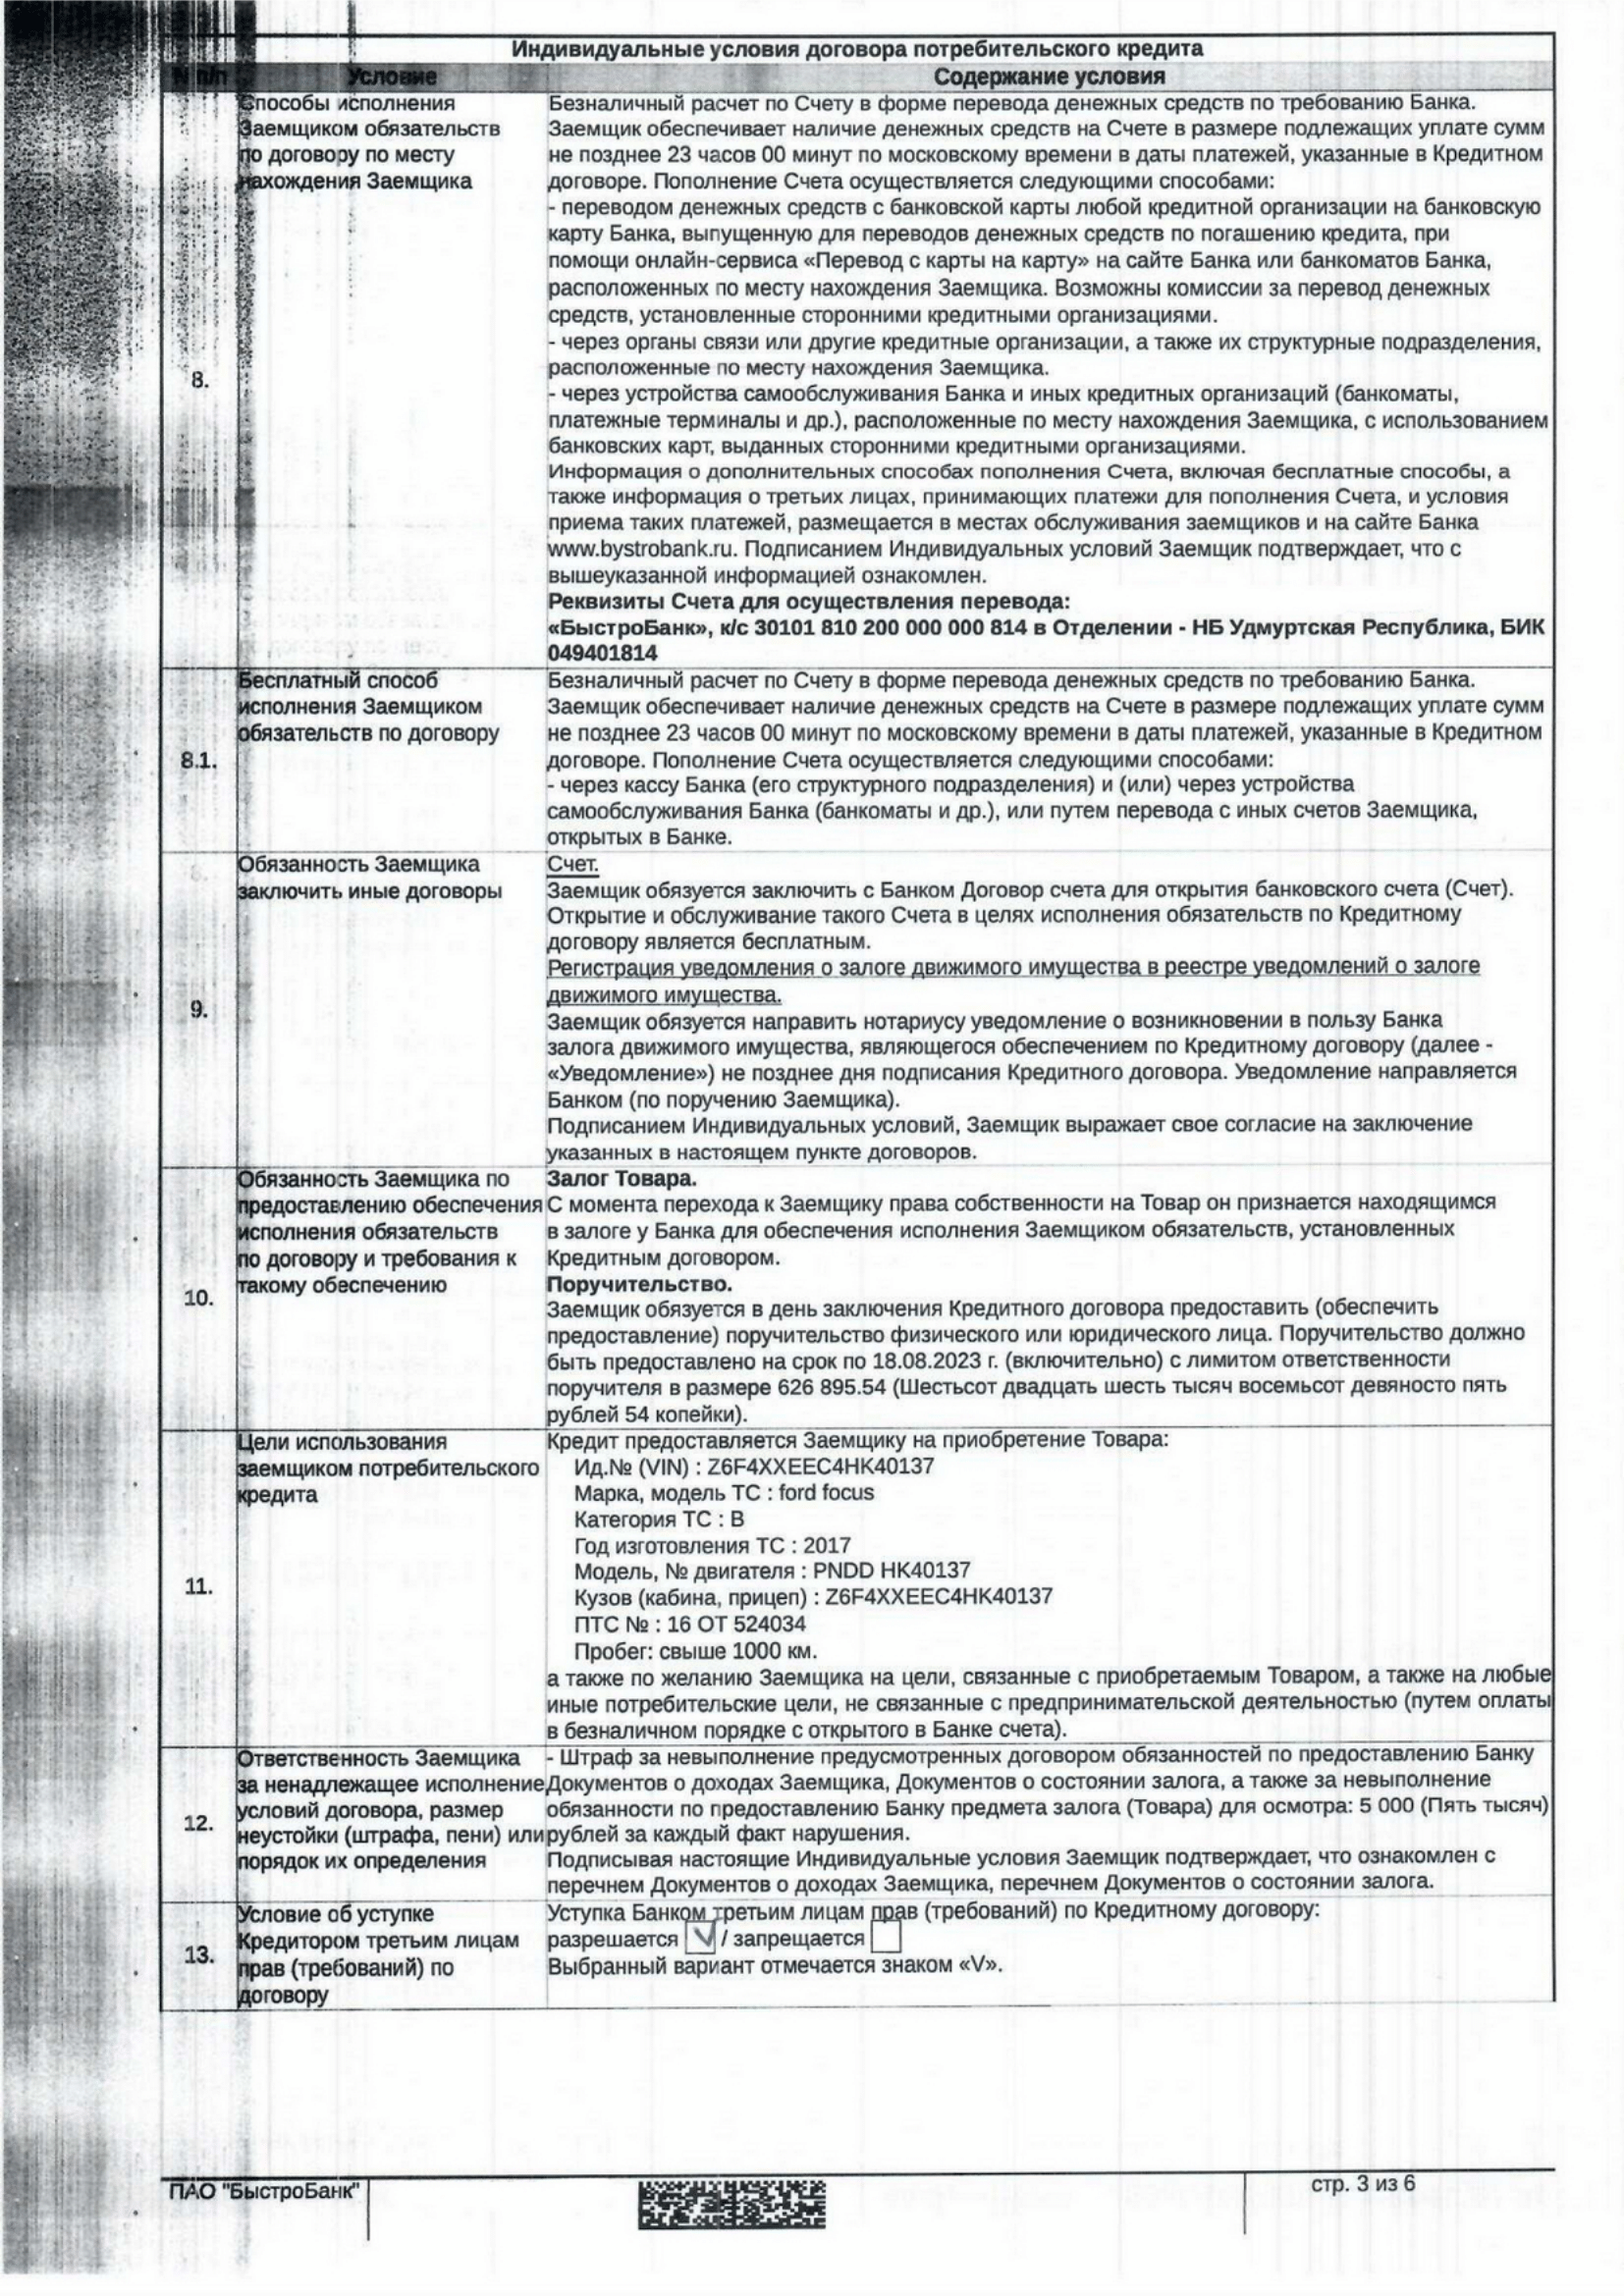 Индивидуальные условия договора потребительского кредита
N п/п Условие Содержание условия
8.
Способы исполнения
Заемщиком обязательств
по договору по месту
нахождения Заемщика
Безналичный расчет по Счету в форме перевода денежных средств по требованию Банка.
Заемщик обеспечивает наличие денежных средств на Счете в размере подлежащих уплате сумм
не позднее 23 часов 00 минут по московскому времени в даты платежей, указанные в Кредитном
договоре. Пополнение Счета осуществляется следующими способами:
- переводом денежных средств с банковской карты любой кредитной организации на банковскую
карту Банка, выпущенную для переводов денежных средств по погашению кредита, при
помощи онлайн-сервиса «Перевод с карты на карту» на сайте Банка или банкоматов Банка,
расположенных по месту нахождения Заемщика. Возможны комиссии за перевод денежных
средств, установленные сторонними кредитными организациями.
- через органы связи или другие кредитные организации, а также их структурные подразделения,
расположенные по месту нахождения Заемщика.
- через устройства самообслуживания Банка и иных кредитных организаций (банкоматы,
платежные терминалы и др.), расположенные по месту нахождения Заемщика, с использованием
банковских карт, выданных сторонними кредитными организациями.
Информация о дополнительных способах пополнения Счета, включая бесплатные способы, а
также информация о третьих лицах, принимающих платежи для пополнения Счета, и условия
приема таких платежей, размещается в местах обслуживания заемщиков и на сайте Банка
www.bystrobank.ru. Подписанием Индивидуальных условий Заемщик подтверждает, что с
вышеуказанной информацией ознакомлен.
Реквизиты Счета для осуществления перевода:
«БыстроБанк», к/с 30101 810 200 000 000 814 в Отделении - НБ Удмуртская Республика, БИК
049401814
8.1.
Бесплатный способ
исполнения Заемщиком
обязательств по договору
Безналичный расчет по Счету в форме перевода денежных средств по требованию Банка.
Заемщик обеспечивает наличие денежных средств на Счете в размере подлежащих уплате сумм
не позднее 23 часов 00 минут по московскому времени в даты платежей, указанные в Кредитном
договоре. Пополнение Счета осуществляется следующими способами:
- через кассу Банка (его структурного подразделения) и (или) через устройства
самообслуживания Банка (банкоматы и др.), или путем перевода с иных счетов Заемщика,
открытых в Банке.
9.
Обязанность Заемщика
заключить иные договоры
Счет.
Заемщик обязуется заключить с Банком Договор счета для открытия банковского счета (Счет).
Открытие и обслуживание такого Счета в целях исполнения обязательств по Кредитному
договору является бесплатным.
Регистрация уведомления о залоге движимого имущества в реестре уведомлений о залоге
движимого имущества.
Заемщик обязуется направить нотариусу уведомление о возникновении в пользу Банка
залога движимого имущества, являющегося обеспечением по Кредитному договору (далее -
«Уведомление») не позднее дня подписания Кредитного договора. Уведомление направляется
Банком (по поручению Заемщика).
Подписанием Индивидуальных условий, Заемщик выражает свое согласие на заключение
указанных в настоящем пункте договоров.
10.
Обязанность Заемщика по
предоставлению обеспечения
исполнения обязательств
по договору и требования к
такому обеспечению
Залог Товара.
С момента перехода к Заемщику права собственности на Товар он признается находящимся
в залоге у Банка для обеспечения исполнения Заемщиком обязательств, установленных
Кредитным договором.
Поручительство.
Заемщик обязуется в день заключения Кредитного договора предоставить (обеспечить
предоставление) поручительство физического или юридического лица. Поручительство должно
быть предоставлено на срок по 18.08.2023 г. (включительно) с лимитом ответственности
поручителя в размере 626 895.54 (Шестьсот двадцать шесть тысяч восемьсот девяносто пять
рублей 54 копейки).
11.
Цели использования
заемщиком потребительского
кредита
Кредит предоставляется Заемщику на приобретение Товара:
Ид.№ (VIN) : Z6F4XXEEC4HK40137
Марка, модель ТС : ford focus
Категория ТС : B
Год изготовления ТС : 2017
Модель, № двигателя : PNDD HK40137
Кузов (кабина, прицеп) : Z6F4XXEEC4HK40137
ПТС № : 16 ОТ 524034
Пробег: свыше 1000 км.
а также по желанию Заемщика на цели, связанные с приобретаемым Товаром, а также на любые
иные потребительские цели, не связанные с предпринимательской деятельностью (путем оплаты
в безналичном порядке с открытого в Банке счета).
12.
Ответственность Заемщика
за ненадлежащее исполнение
условий договора, размер
неустойки (штрафа, пени) или
порядок их определения
- Штраф за невыполнение предусмотренных договором обязанностей по предоставлению Банку
Документов о доходах Заемщика, Документов о состоянии залога, а также за невыполнение
обязанности по предоставлению Банку предмета залога (Товара) для осмотра: 5 000 (Пять тысяч)
рублей за каждый факт нарушения.
Подписывая настоящие Индивидуальные условия Заемщик подтверждает, что ознакомлен с
перечнем Документов о доходах Заемщика, перечнем Документов о состоянии залога.
13.
Условие об уступке
Кредитором третьим лицам
прав (требований) по
договору
Уступка Банком третьим лицам прав (требований) по Кредитному договору:
разрешается V / запрещается
Выбранный вариант отмечается знаком «V».
ПАО "БыстроБанк"
стр. 3 из 6